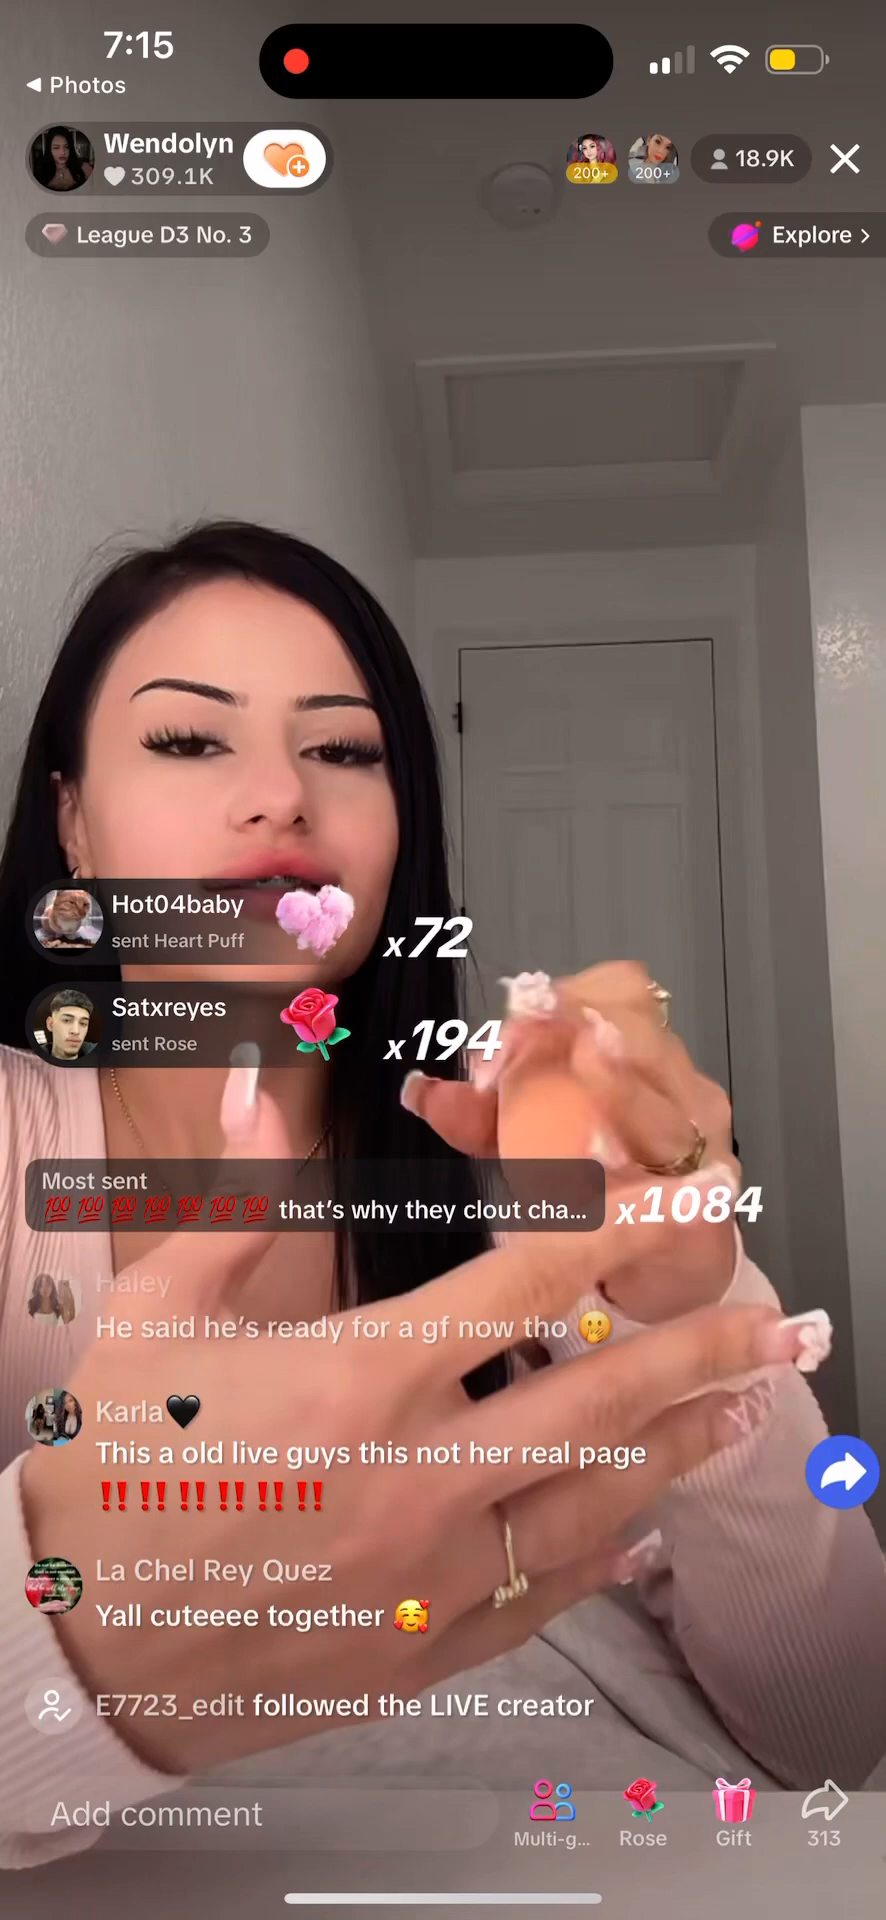 7:15
Photos
Wendolyn
309.1K
200+
200+
18.9K
League D3 No. 3
Explore
Hot04baby
sent Heart Puff
x72
Satxreyes
sent Rose
x194
Most sent
💯 💯 💯 💯 💯 💯 💯 that's why they clout cha...
x1084
Haley
He said he's ready for a gf now tho 🫢
Karla🖤
This a old live guys this not her real page
‼️‼️‼️‼️‼️‼️
La Chel Rey Quez
Yall cuteeee together 🥰
E7723_edit followed the LIVE creator
Add comment
Multi-g...
Rose
Gift
313